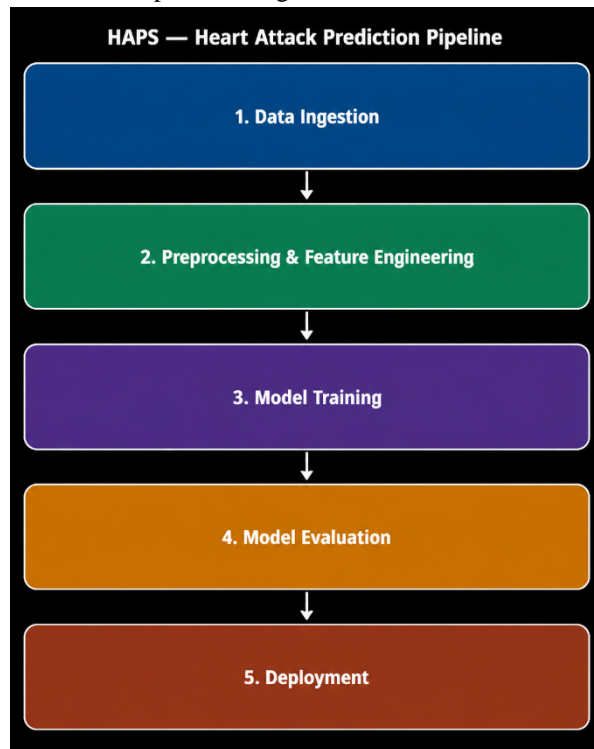 HAPS — Heart Attack Prediction Pipeline
1. Data Ingestion
2. Preprocessing & Feature Engineering
3. Model Training
4. Model Evaluation
5. Deployment